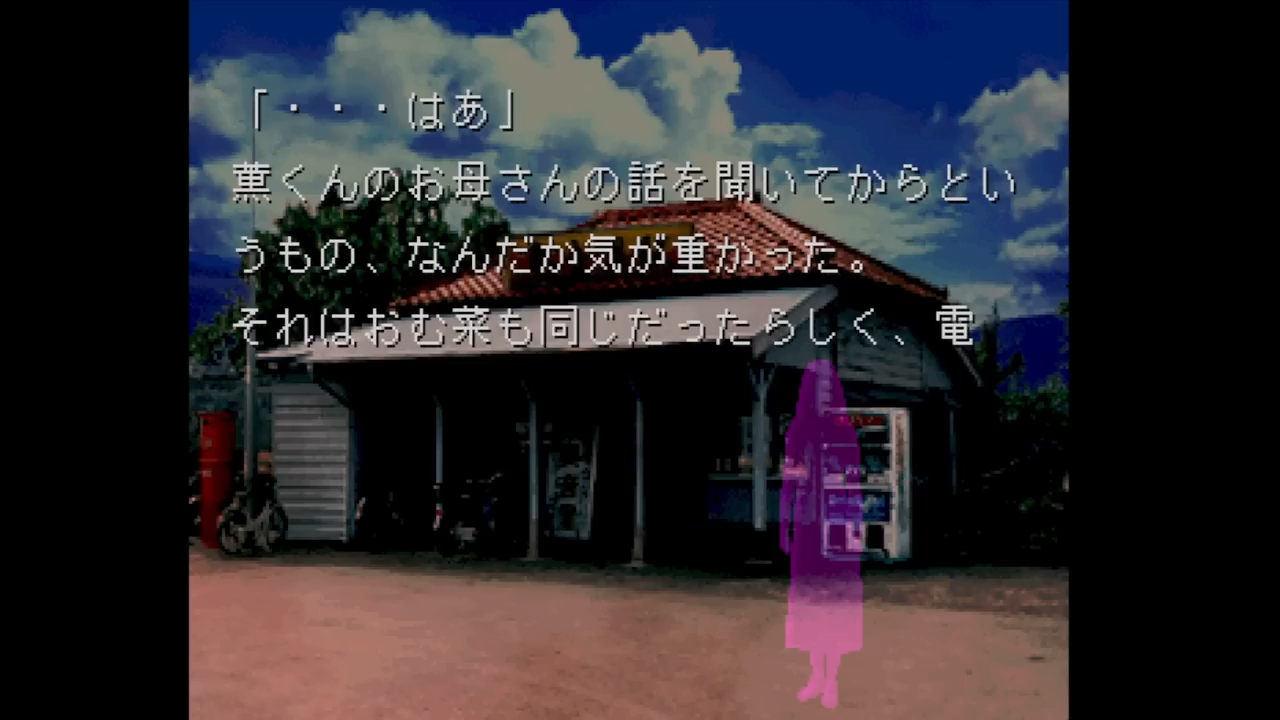 「・・・はあ」
薫くんのお母さんの話を聞いてからとい
うもの、なんだか気が重かった。
それはおむ菜も同じだったらしく、電